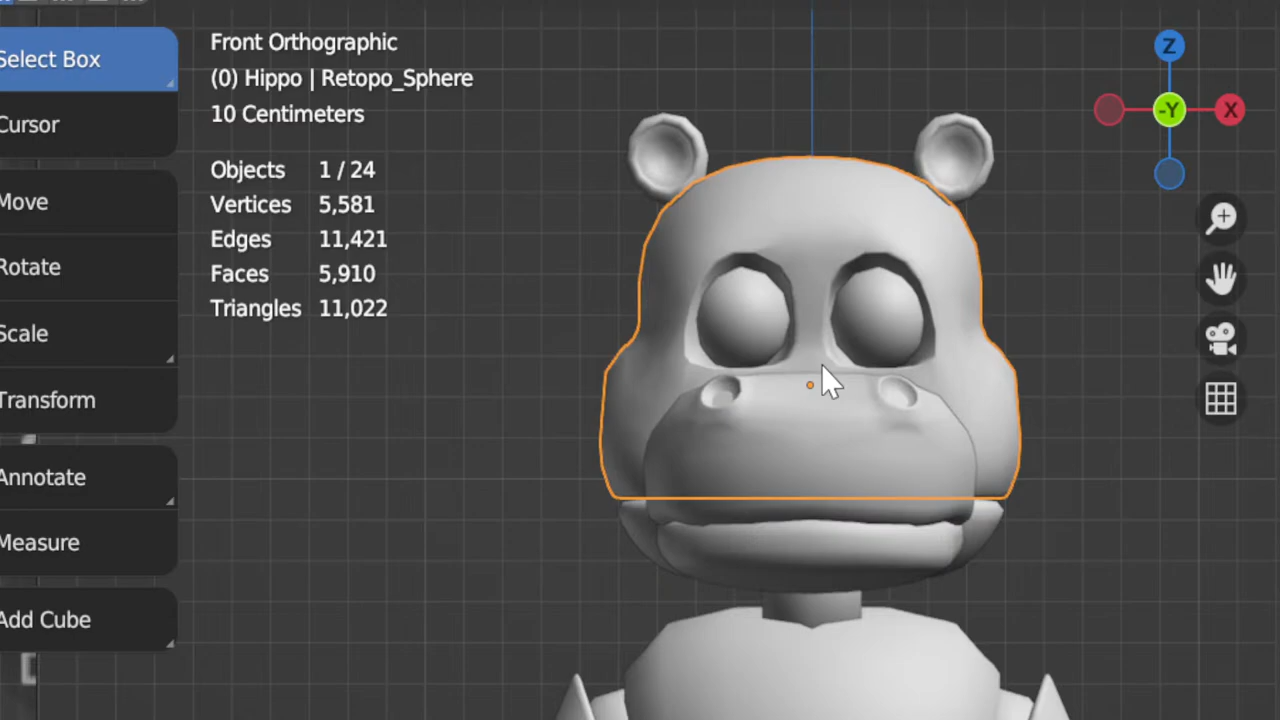 Select Box
Cursor
Move
Rotate
Scale
Transform
Annotate
Measure
Add Cube
Front Orthographic
(0) Hippo | Retopo_Sphere
10 Centimeters
Objects 1 / 24
Vertices 5,581
Edges 11,421
Faces 5,910
Triangles 11,022
Z
-Y
X